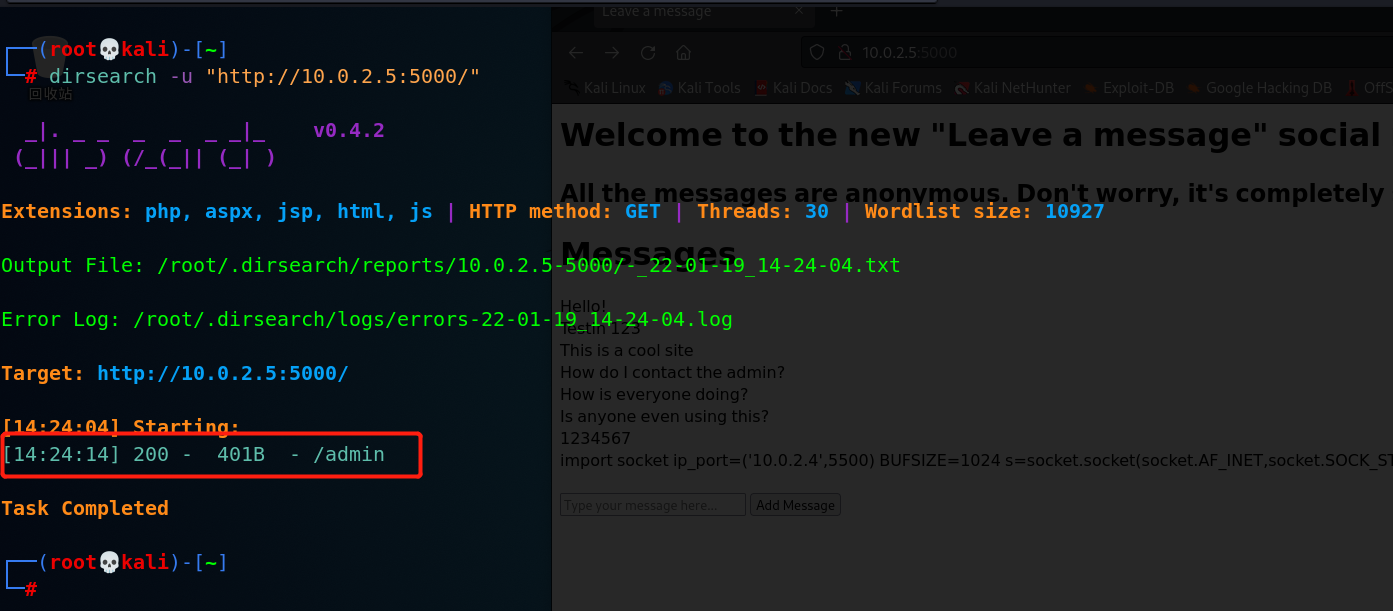 Leave a message × +
┌──(root💀kali)-[~]
└─# dirsearch -u "http://10.0.2.5:5000/"
回收站
10.0.2.5:5000
Kali Linux Kali Tools Kali Docs Kali Forums Kali NetHunter Exploit-DB Google Hacking DB OffS
_|. _ _ _ _ _ _|_ v0.4.2
(_||| _) (/_(_|| (_| )
Extensions: php, aspx, jsp, html, js | HTTP method: GET | Threads: 30 | Wordlist size: 10927
Output File: /root/.dirsearch/reports/10.0.2.5-5000/-_22-01-19_14-24-04.txt
Error Log: /root/.dirsearch/logs/errors-22-01-19_14-24-04.log
Target: http://10.0.2.5:5000/
[14:24:04] Starting:
[14:24:14] 200 - 401B - /admin
Task Completed
┌──(root💀kali)-[~]
└─#
Welcome to the new "Leave a message" social
All the messages are anonymous. Don't worry, it's completely
Messages
Hello!
123
This is a cool site
How do I contact the admin?
How is everyone doing?
Is anyone even using this?
1234567
import socket ip_port=('10.0.2.4',5500) BUFSIZE=1024 s=socket.socket(socket.AF_INET,socket.SOCK_ST
Type your message here... Add Message